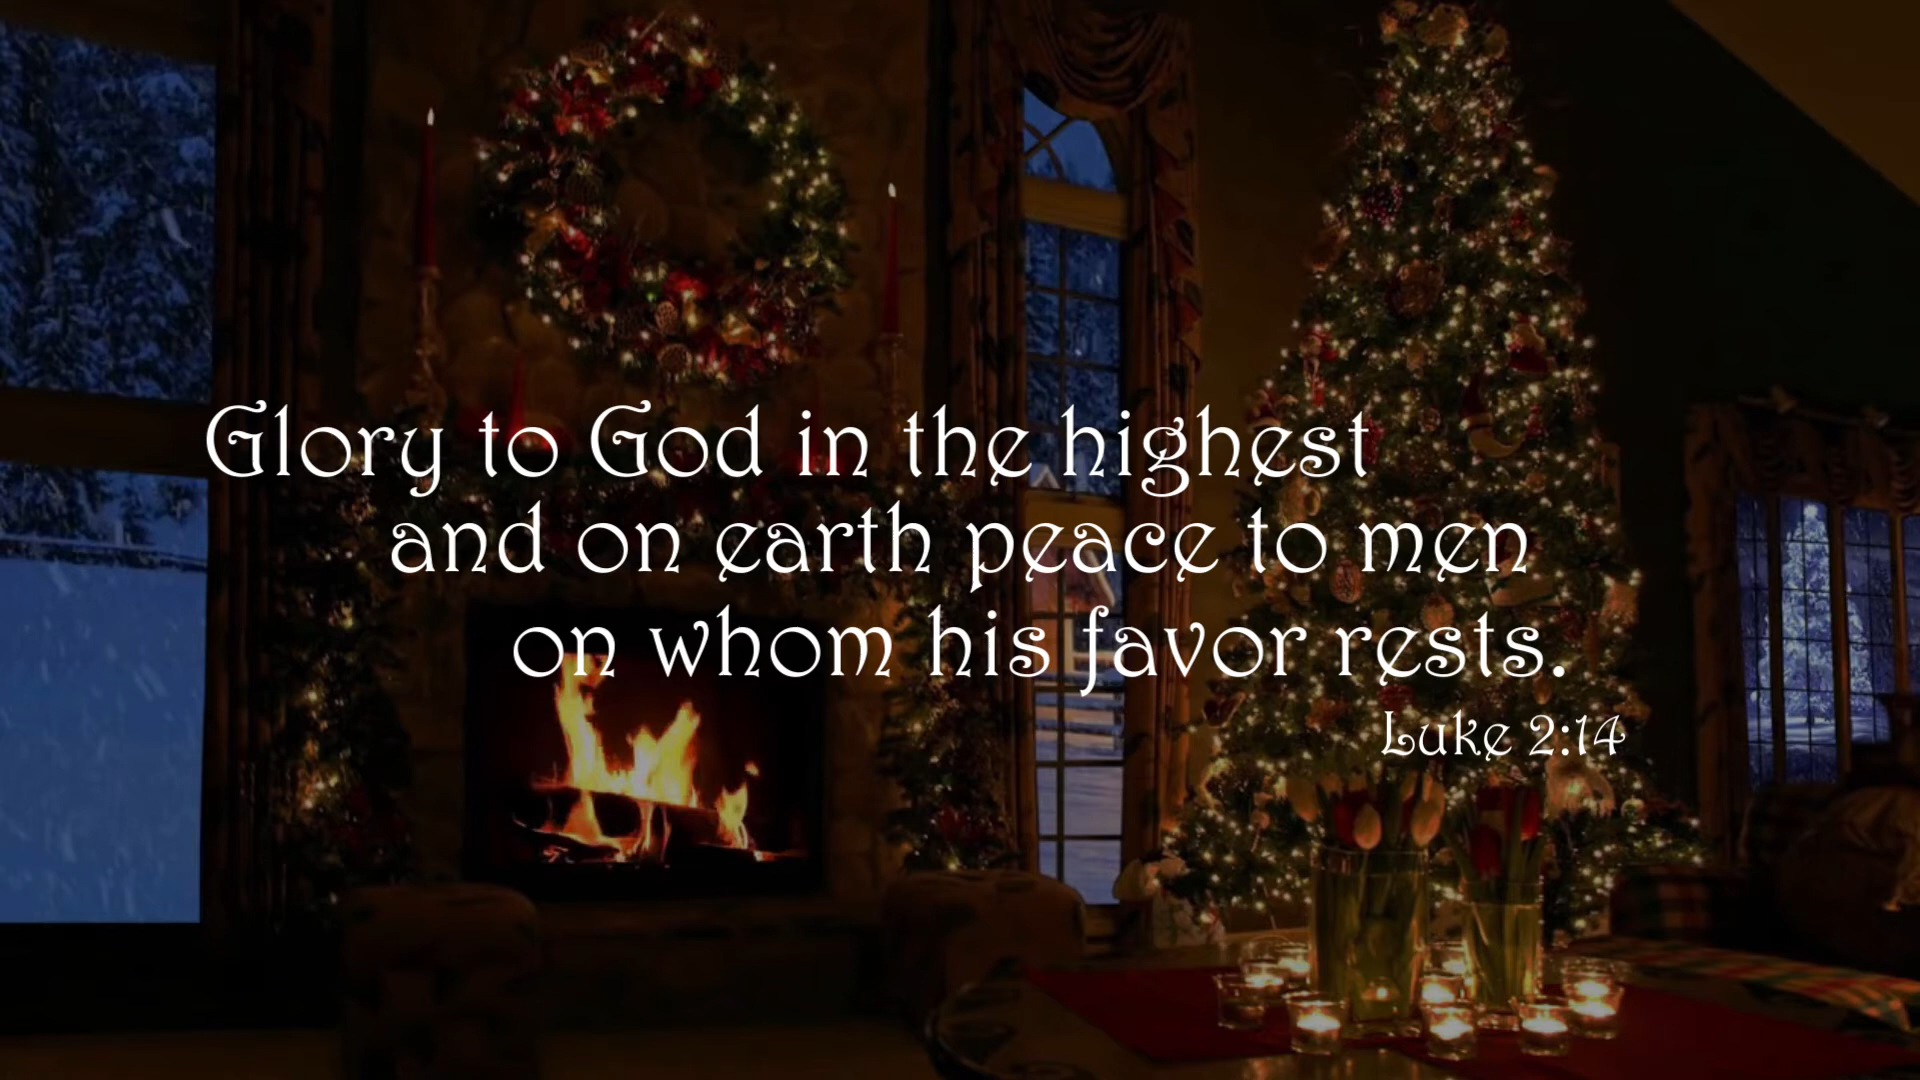 Glory to God in the highest
and on earth peace to men
on whom his favor rests.
Luke 2:14